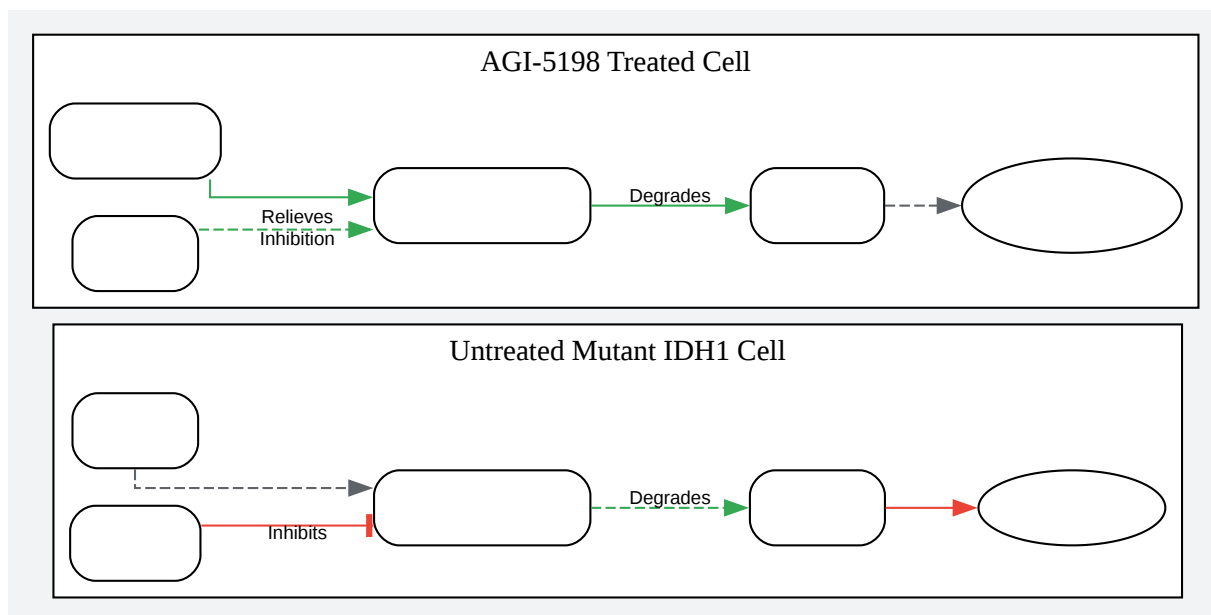 AGI-5198 Treated Cell
Relieves
Inhibition
Degrades
Untreated Mutant IDH1 Cell
Inhibits
Degrades